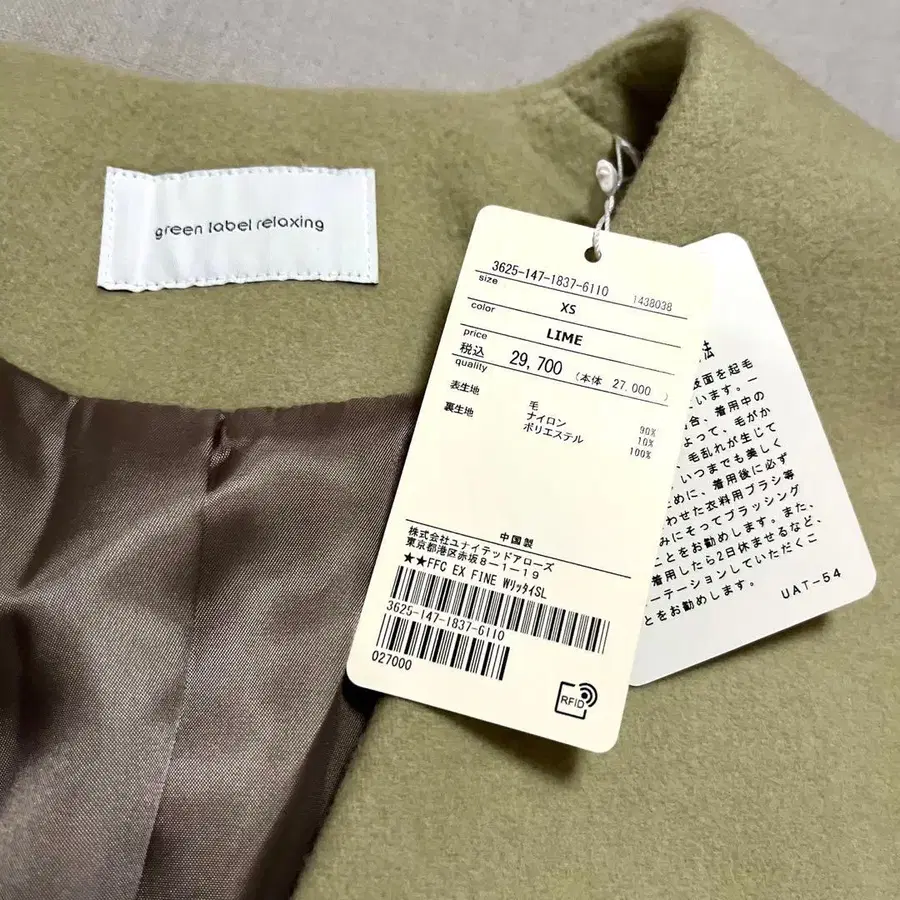 green label relaxing
3625-147-1837-6110 1438038
size
XS
color
LIME
price
税込 29,700 (本体 27.000 )
quality
表生地 毛 90%
ナイロン 10%
裏生地 ポリエステル 100%
中国製
株式会社ユナイテッドアローズ
東京都港区赤坂8-1-19
★★FFC EX FINE WリッタイSL
3625-147-1837-6110
027000
RFID
法
面を起毛
います。一
合、着用中の
よって、毛がか
、毛乱れが生じて
いつまでも美しく
めに、着用後に必ず
わせた衣料用ブラシ等
みにそってブラッシング
ことをお勧めします。また、
着用したら2日休ませるなど、
ーテーションしていただくこ
とをお勧めします。
UAT-54